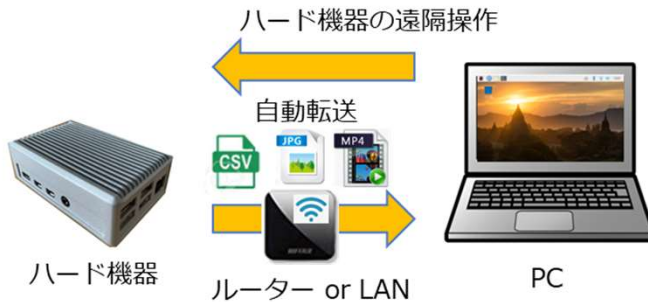 ハード機器の遠隔操作
自動転送
CSV
JPG
MP4
BUFFALO
ハード機器
ルーター or LAN
PC